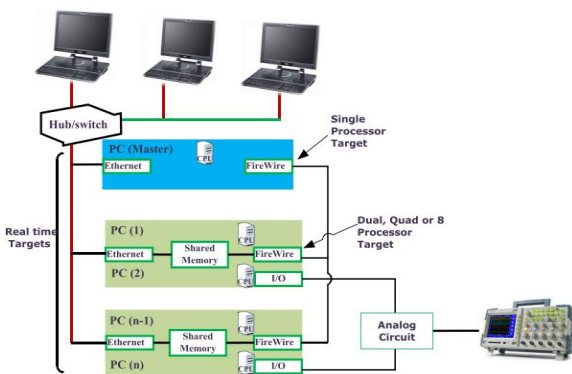 Hub/switch
PC (Master)
CPU
Ethernet
FireWire
Single
Processor
Target
Real time
Targets
PC (1)
CPU
Ethernet
Shared
Memory
FireWire
PC (2)
CPU
I/O
Dual, Quad or 8
Processor
Target
PC (n-1)
CPU
Ethernet
Shared
Memory
FireWire
PC (n)
CPU
I/O
Analog
Circuit